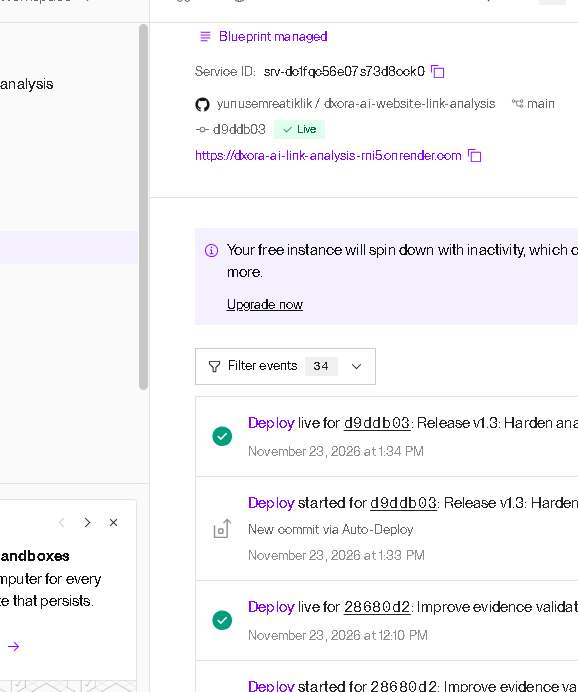 Blueprint managed
analysis
Service ID: srv-dc1fqc56e07s73d8cek0
yunusemreatiklik / dxora-ai-website-link-analysis main
d9ddb03 Live
https://dxora-ai-link-analysis-rni5.onrender.com
Your free instance will spin down with inactivity, which c
more.
Upgrade now
Filter events 34
Deploy live for d9ddb03: Release v1.3: Harden ana
November 23, 2026 at 1:34 PM
Deploy started for d9ddb03: Release v1.3: Harden
New commit via Auto-Deploy
November 23, 2026 at 1:33 PM
andboxes
mputer for every
te that persists.
Deploy live for 28680d2: Improve evidence validat
November 23, 2026 at 12:10 PM
Deploy started for 28680d2: Improve evidence va